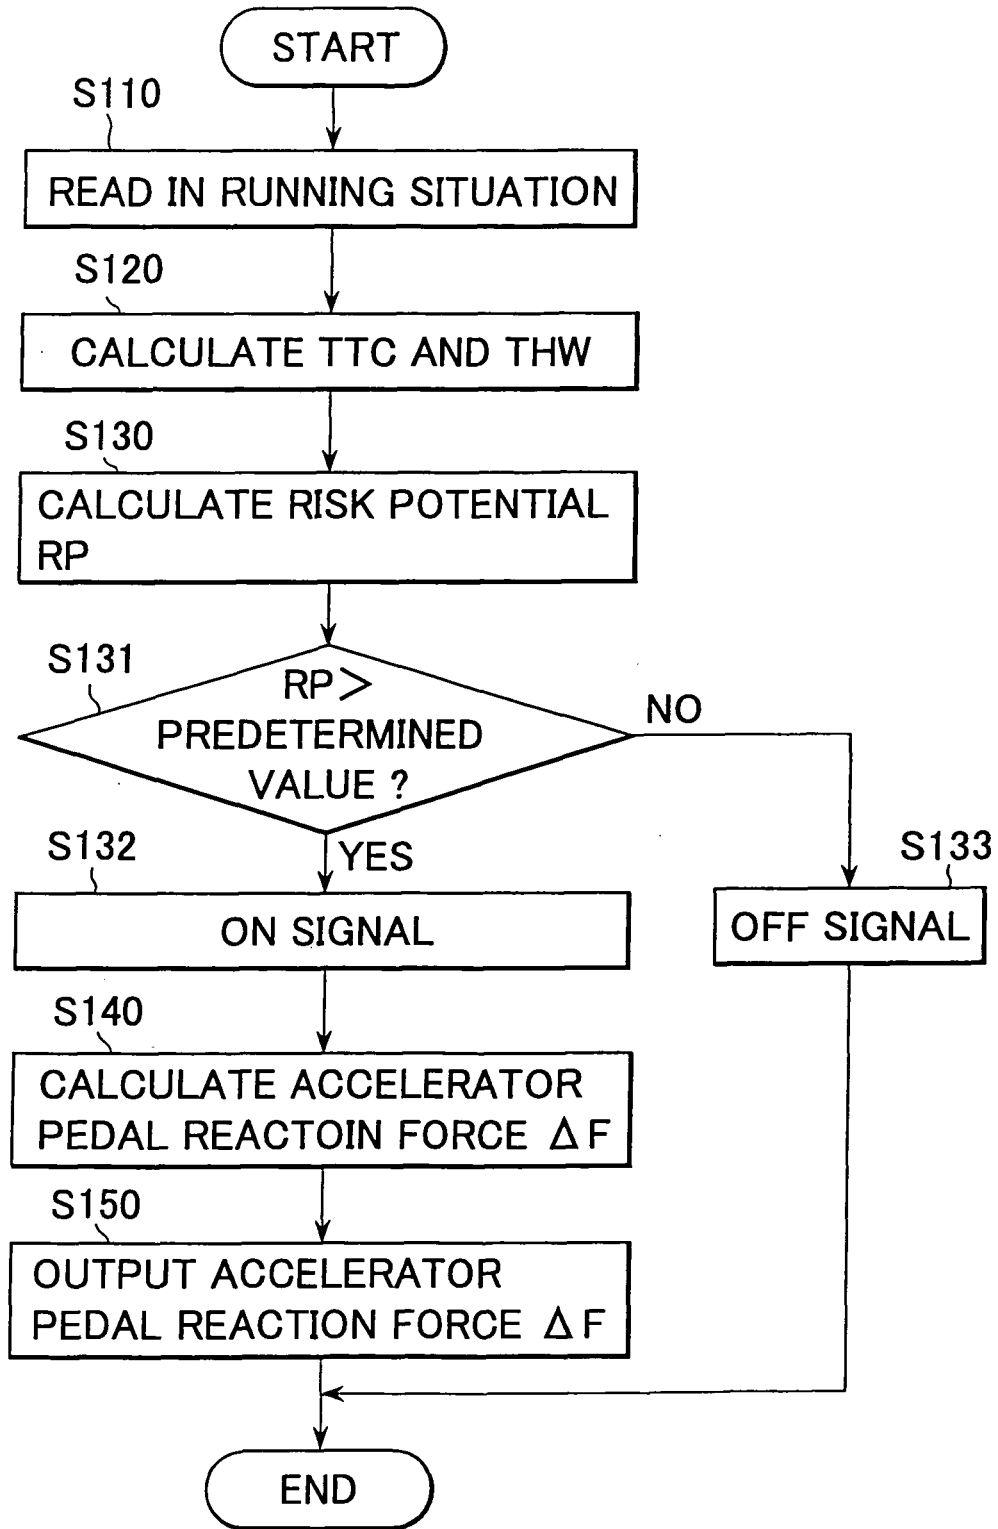 START
S110
READ IN RUNNING SITUATION
S120
CALCULATE TTC AND THW
S130
CALCULATE RISK POTENTIAL
RP
S131
RP >
PREDETERMINED
VALUE ?
NO
YES
S132
ON SIGNAL
S133
OFF SIGNAL
S140
CALCULATE ACCELERATOR
PEDAL REACTOIN FORCE Δ F
S150
OUTPUT ACCELERATOR
PEDAL REACTION FORCE Δ F
END